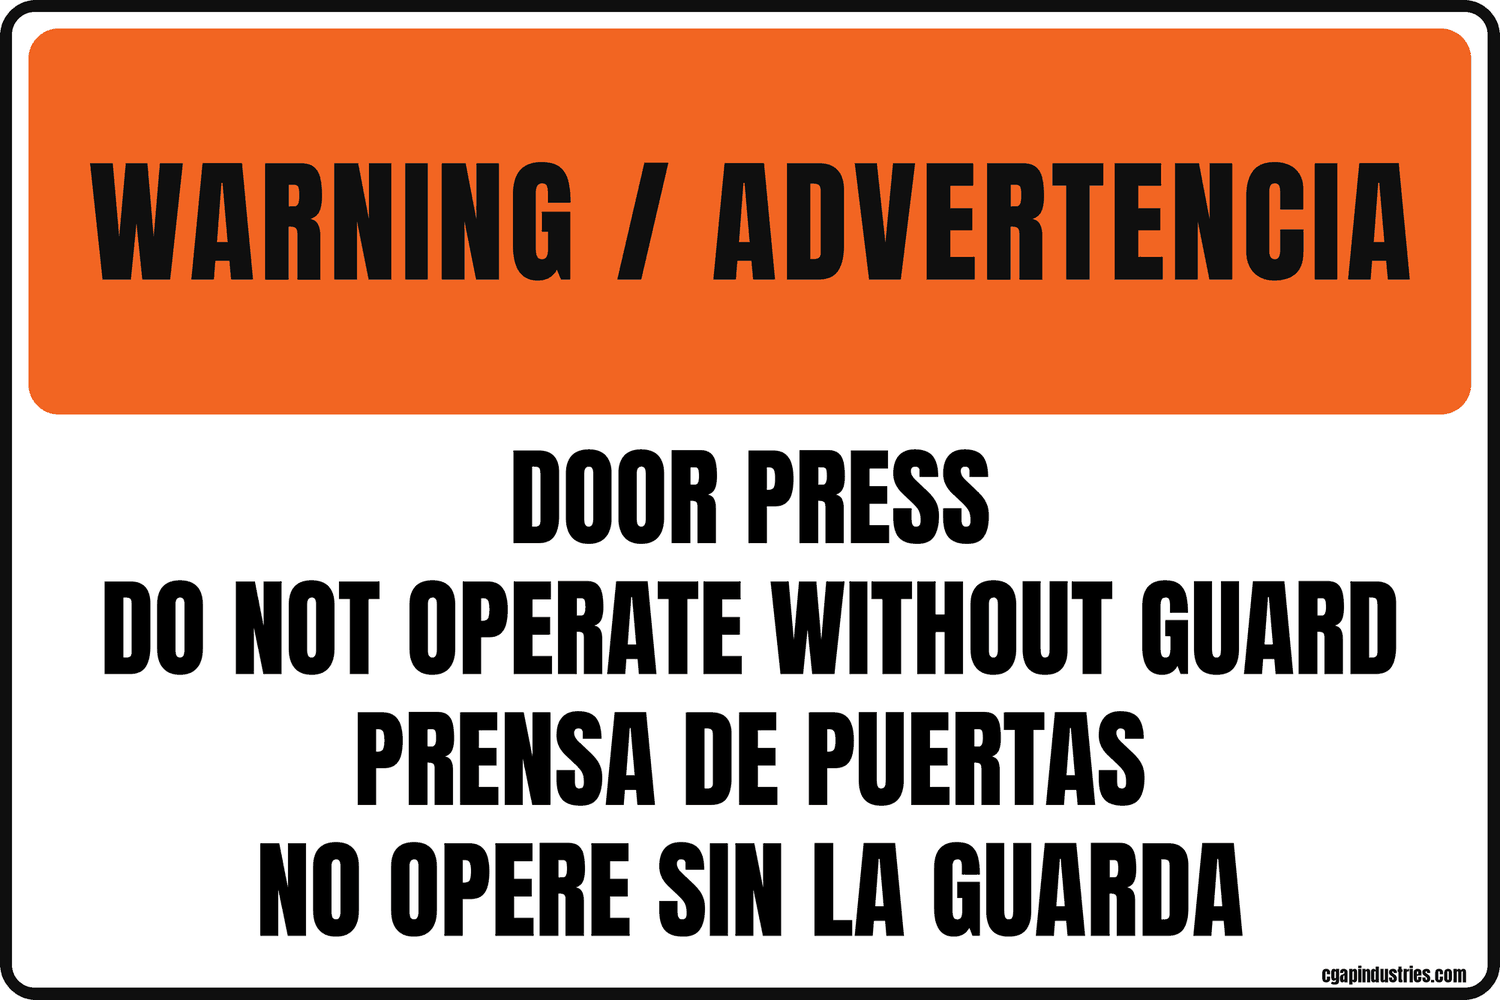 WARNING / ADVERTENCIA
DOOR PRESS
DO NOT OPERATE WITHOUT GUARD
PRENSA DE PUERTAS
NO OPERE SIN LA GUARDA
cgapindustries.com